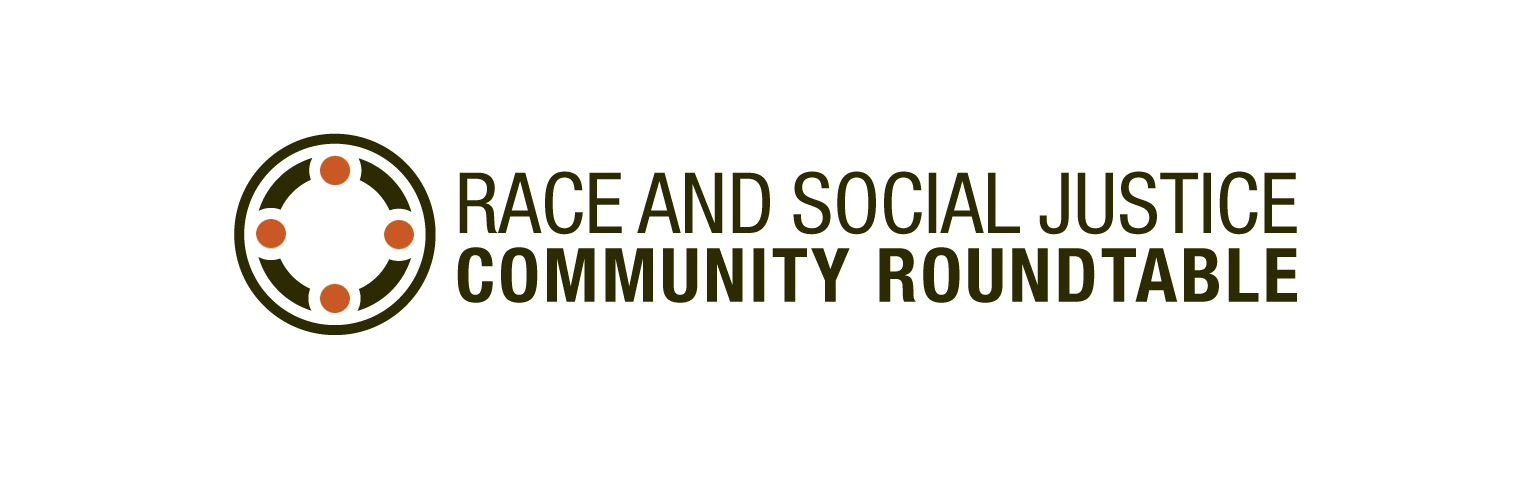 RACE AND SOCIAL JUSTICE
COMMUNITY ROUNDTABLE